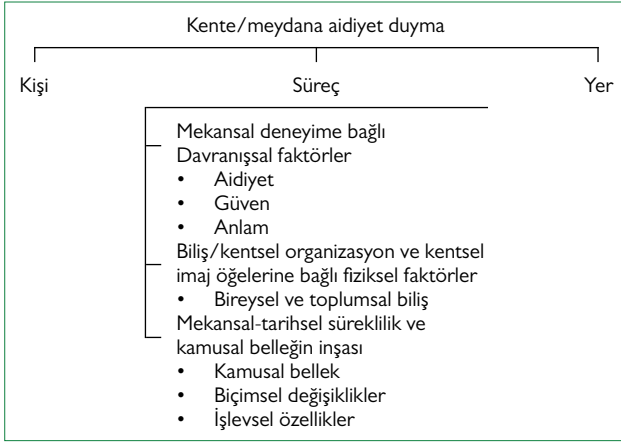 Kente/meydana aidiyet duyma
Kişi Süreç Yer
Mekansal deneyime bağlı
Davranışsal faktörler
• Aidiyet
• Güven
• Anlam
Biliş/kentsel organizasyon ve kentsel
imaj öğelerine bağlı fiziksel faktörler
• Bireysel ve toplumsal biliş
Mekansal-tarihsel süreklilik ve
kamusal belleğin inşası
• Kamusal bellek
• Biçimsel değişiklikler
• İşlevsel özellikler